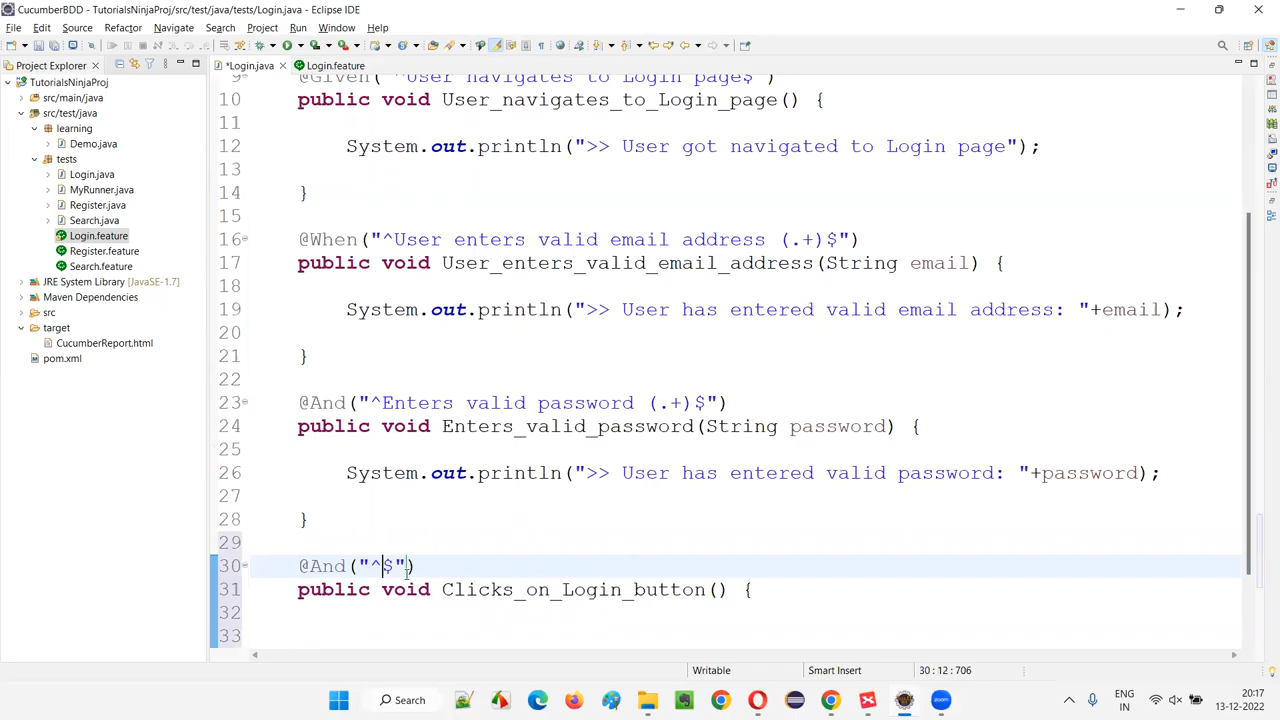 CucumberBDD - TutorialsNinjaProj/src/test/java/tests/Login.java - Eclipse IDE
File Edit Source Refactor Navigate Search Project Run Window Help
Project Explorer
*Login.java
Login.feature
TutorialsNinjaProj
src/main/java
src/test/java
learning
Demo.java
tests
Login.java
MyRunner.java
Register.java
Search.java
Login.feature
Register.feature
Search.feature
JRE System Library [JavaSE-1.7]
Maven Dependencies
src
target
CucumberReport.html
pom.xml
9 @Given("^User navigates to Login page$")
10 public void User_navigates_to_Login_page() {
11
12 System.out.println(">> User got navigated to Login page");
13
14 }
15
16 @When("^User enters valid email address (.+)$")
17 public void User_enters_valid_email_address(String email) {
18
19 System.out.println(">> User has entered valid email address: "+email);
20
21 }
22
23 @And("^Enters valid password (.+)$")
24 public void Enters_valid_password(String password) {
25
26 System.out.println(">> User has entered valid password: "+password);
27
28 }
29
30 @And("^$")
31 public void Clicks_on_Login_button() {
32
33
Writable
Smart Insert
30 : 12 : 706
Search
ENG
IN
20:17
13-12-2022